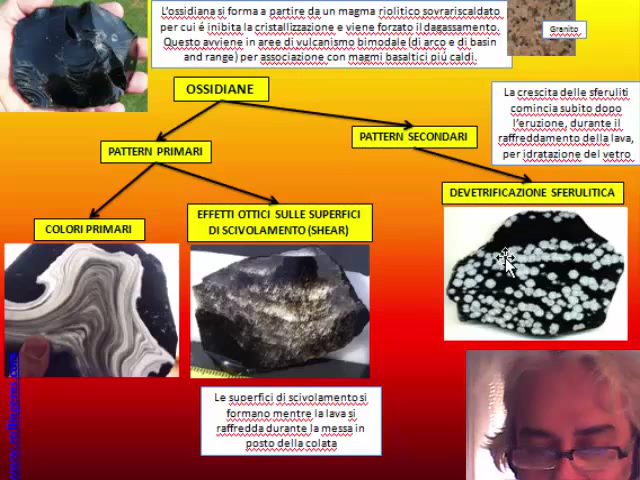 L'ossidiana si forma a partire da un magma riolitico sovrariscaldato
per cui é inibita la cristallizzazione e viene forzato il dagassamento.
Questo avviene in aree di vulcanismo bimodale (di arco e di basin
and range) per associazione con magmi basaltici piú caldi.
Granito
OSSIDIANE
La crescita delle sferuliti
comincia subito dopo
l'eruzione, durante il
raffreddamento della lava,
per idratazione del vetro
PATTERN SECONDARI
PATTERN PRIMARI
DEVETRIFICAZIONE SFERULITICA
EFFETTI OTTICI SULLE SUPERFICI
DI SCIVOLAMENTO (SHEAR)
COLORI PRIMARI
Le superfici di scivolamento si
formano mentre la lava si
raffredda durante la messa in
posto della colata